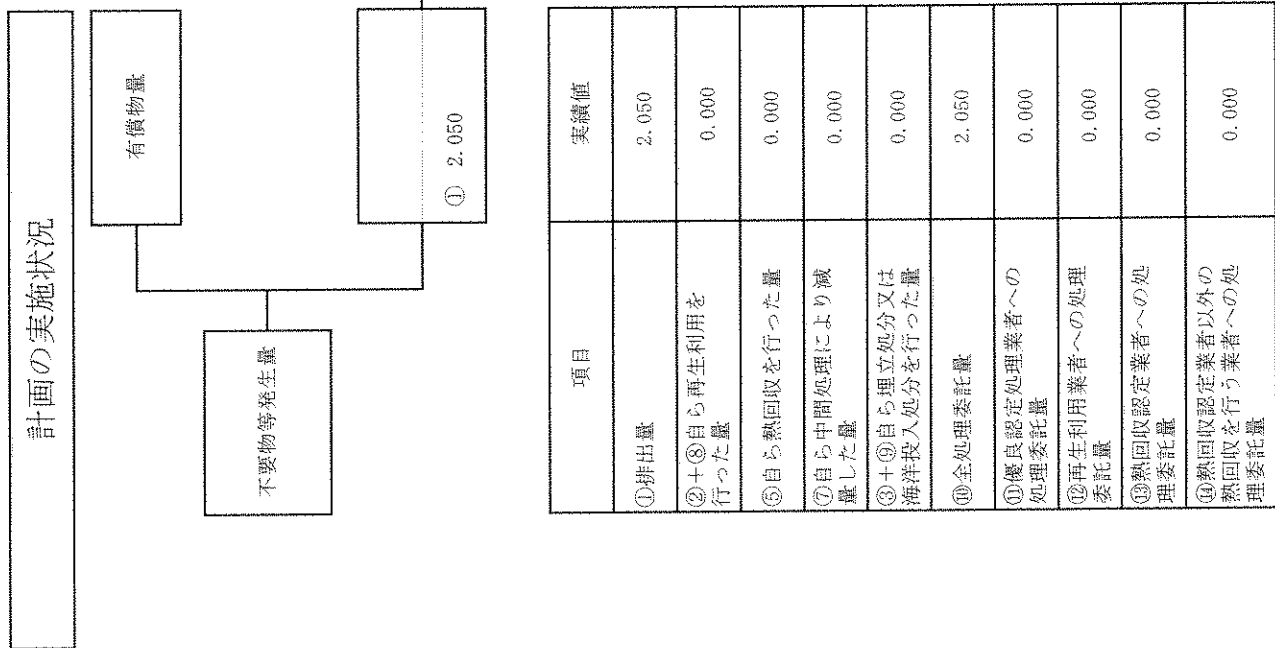 計画の実施状況
有償物量
不要物等発生量
① 2.050
項目
実績値
①排出量
2.050
②+⑧自ら再生利用を
行った量
0.000
⑤自ら熱回収を行った量
0.000
⑦自ら中間処理により減
量した量
0.000
③+⑨自ら埋立処分又は
海洋投入処分を行った量
0.000
⑩全処理委託量
2.050
⑪優良認定処理業者への
処理委託量
0.000
⑫再生利用業者への処理
委託量
0.000
⑬熱回収認定業者への処
理委託量
0.000
⑭熱回収認定業者以外の
熱回収を行う業者への処
理委託量
0.000